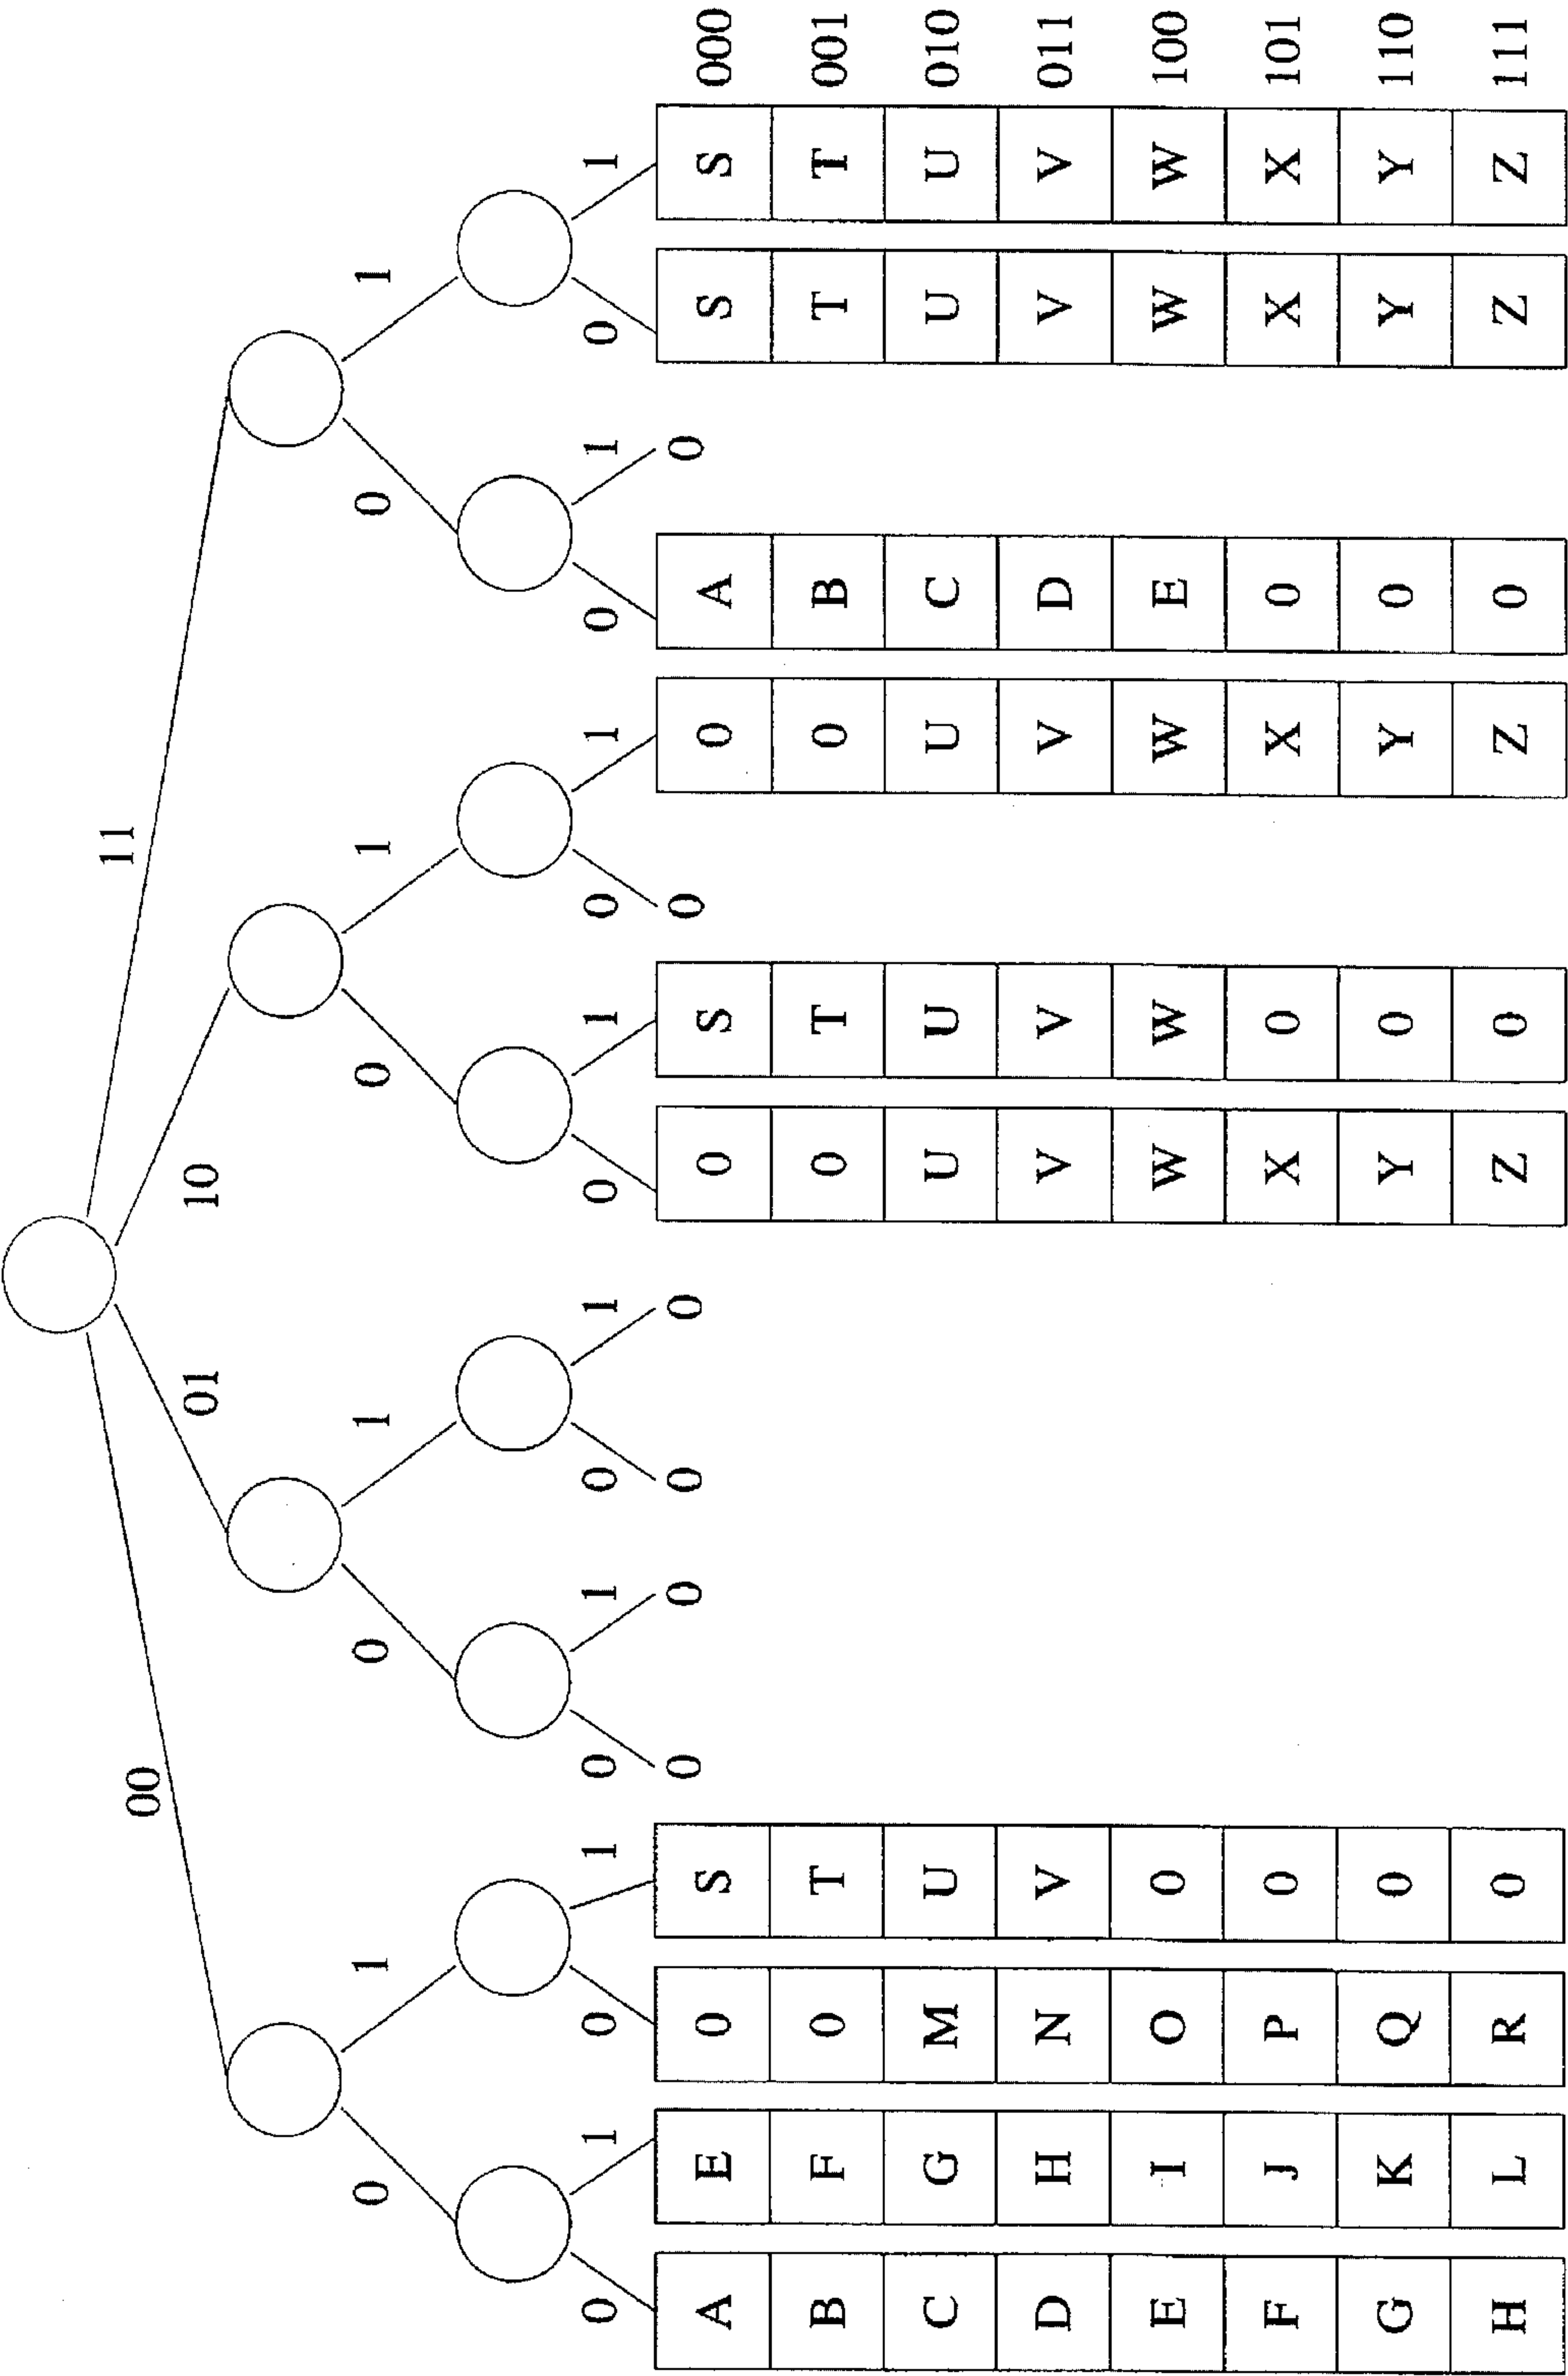 00 01 10 11
0 1 0 1 0 1 0 1
0 1 0 1 0 1 0 1 0 1 0 1 0 1 0 1
0 0 0 0 0 0
A E 0 S 0 S 0 A S S 000
B F 0 T 0 T 0 B T T 001
C G M U U U U C U U 010
D H N V V V V D V V 011
E I O 0 W W W E W W 100
F J P 0 X 0 X 0 X X 101
G K Q 0 Y 0 Y 0 Y Y 110
H L R 0 Z 0 Z 0 Z Z 111